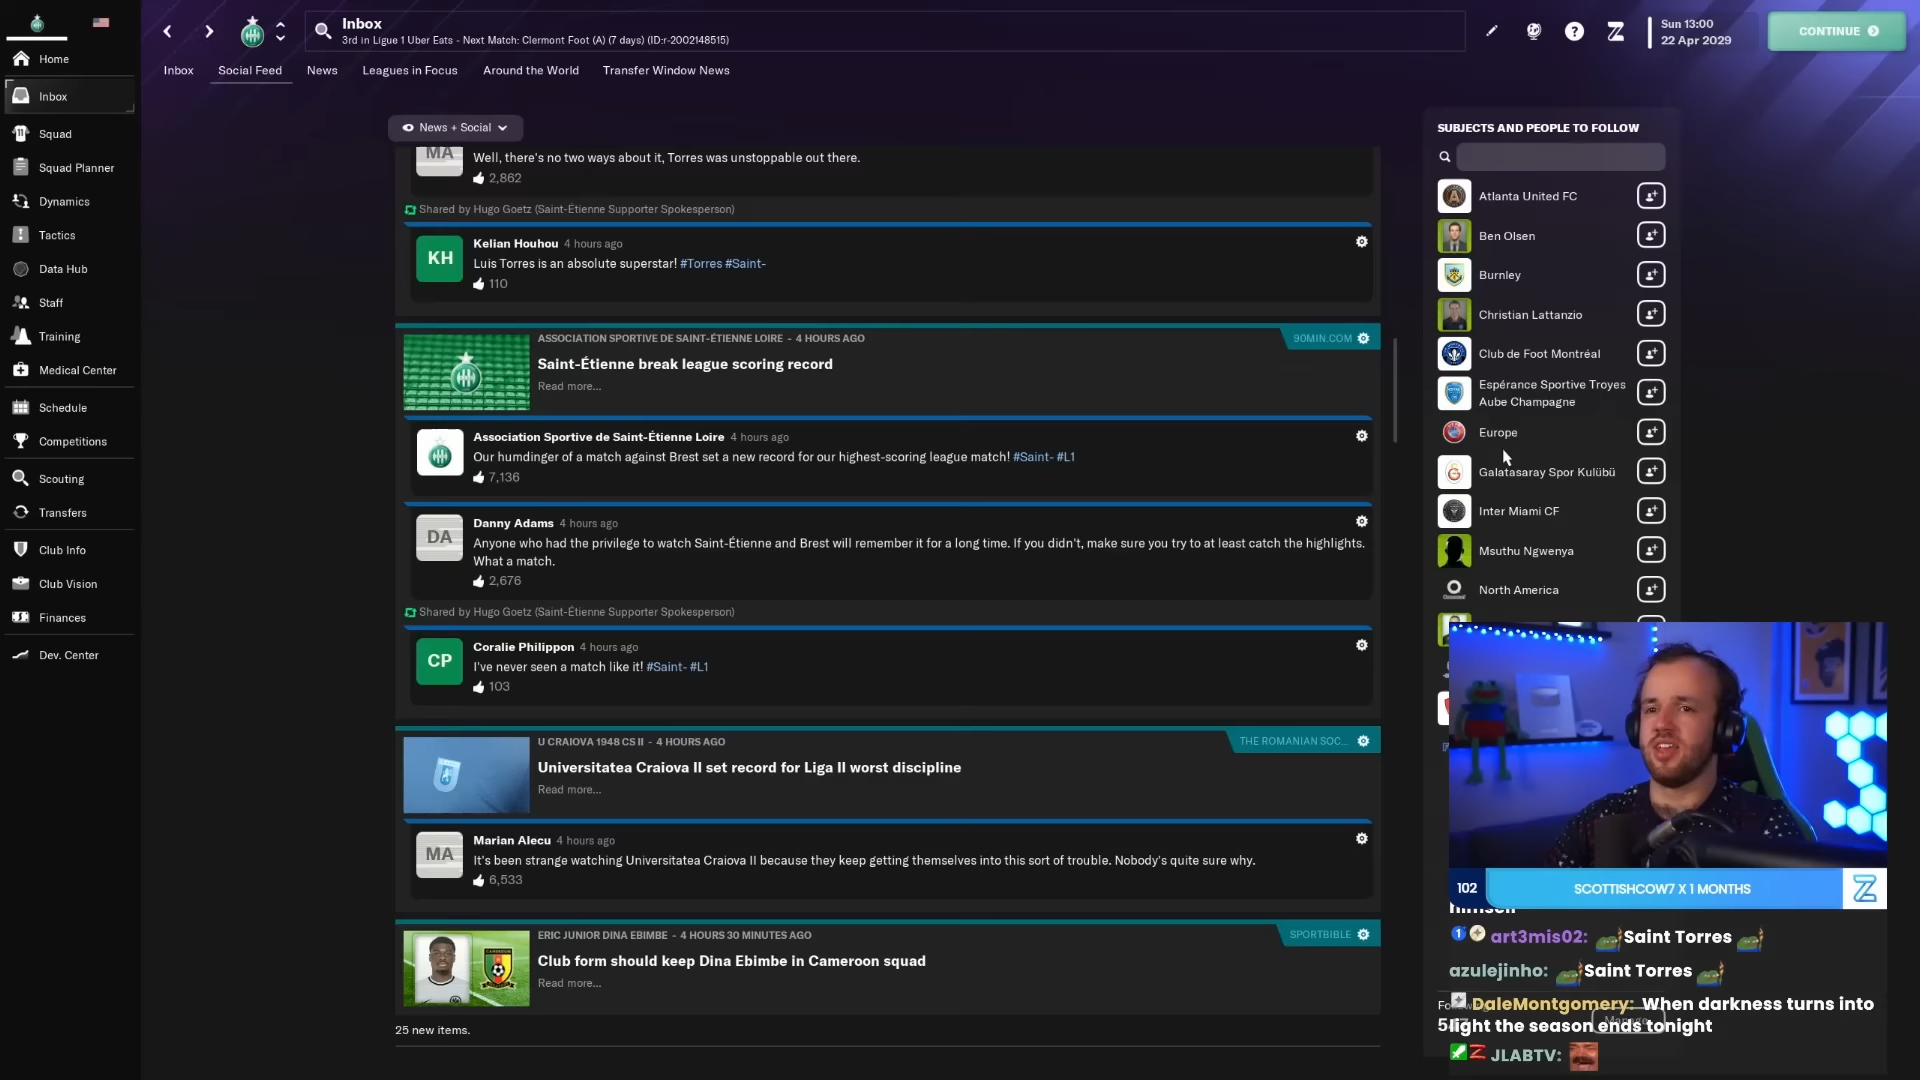 Inbox
3rd in Ligue 1 Uber Eats - Next Match: Clermont Foot (A) (7 days) (ID:r-2002148515)
Sun 13:00
22 Apr 2029
CONTINUE
Inbox
Social Feed
News
Leagues in Focus
Around the World
Transfer Window News
Home
Inbox
Squad
Squad Planner
Dynamics
Tactics
Data Hub
Staff
Training
Medical Center
Schedule
Competitions
Scouting
Transfers
Club Info
Club Vision
Finances
Dev. Center
News + Social
MA
Well, there's no two ways about it, Torres was unstoppable out there.
2,862
Shared by Hugo Goetz (Saint-Étienne Supporter Spokesperson)
KH
Kelian Houhou 4 hours ago
Luis Torres is an absolute superstar! #Torres #Saint-
110
ASSOCIATION SPORTIVE DE SAINT-ÉTIENNE LOIRE - 4 HOURS AGO
90MIN.COM
Saint-Étienne break league scoring record
Read more...
Association Sportive de Saint-Étienne Loire 4 hours ago
Our humdinger of a match against Brest set a new record for our highest-scoring league match! #Saint- #L1
7,136
DA
Danny Adams 4 hours ago
Anyone who had the privilege to watch Saint-Étienne and Brest will remember it for a long time. If you didn't, make sure you try to at least catch the highlights.
What a match.
2,676
Shared by Hugo Goetz (Saint-Étienne Supporter Spokesperson)
CP
Coralie Philippon 4 hours ago
I've never seen a match like it! #Saint- #L1
103
U CRAIOVA 1948 CS II - 4 HOURS AGO
THE ROMANIAN SOC...
Universitatea Craiova II set record for Liga II worst discipline
Read more...
MA
Marian Alecu 4 hours ago
It's been strange watching Universitatea Craiova II because they keep getting themselves into this sort of trouble. Nobody's quite sure why.
6,533
ERIC JUNIOR DINA EBIMBE - 4 HOURS 30 MINUTES AGO
SPORTBIBLE
Club form should keep Dina Ebimbe in Cameroon squad
Read more...
25 new items.
SUBJECTS AND PEOPLE TO FOLLOW
Atlanta United FC
Ben Olsen
Burnley
Christian Lattanzio
Club de Foot Montréal
Espérance Sportive Troyes
Aube Champagne
Europe
Galatasaray Spor Kulübü
Inter Miami CF
Msuthu Ngwenya
North America
102
SCOTTISHCOW7 X 1 MONTHS
himself
art3mis02: Saint Torres
azulejinho: Saint Torres
DaleMontgomery: When darkness turns into
light the season ends tonight
Manage
JLABTV: